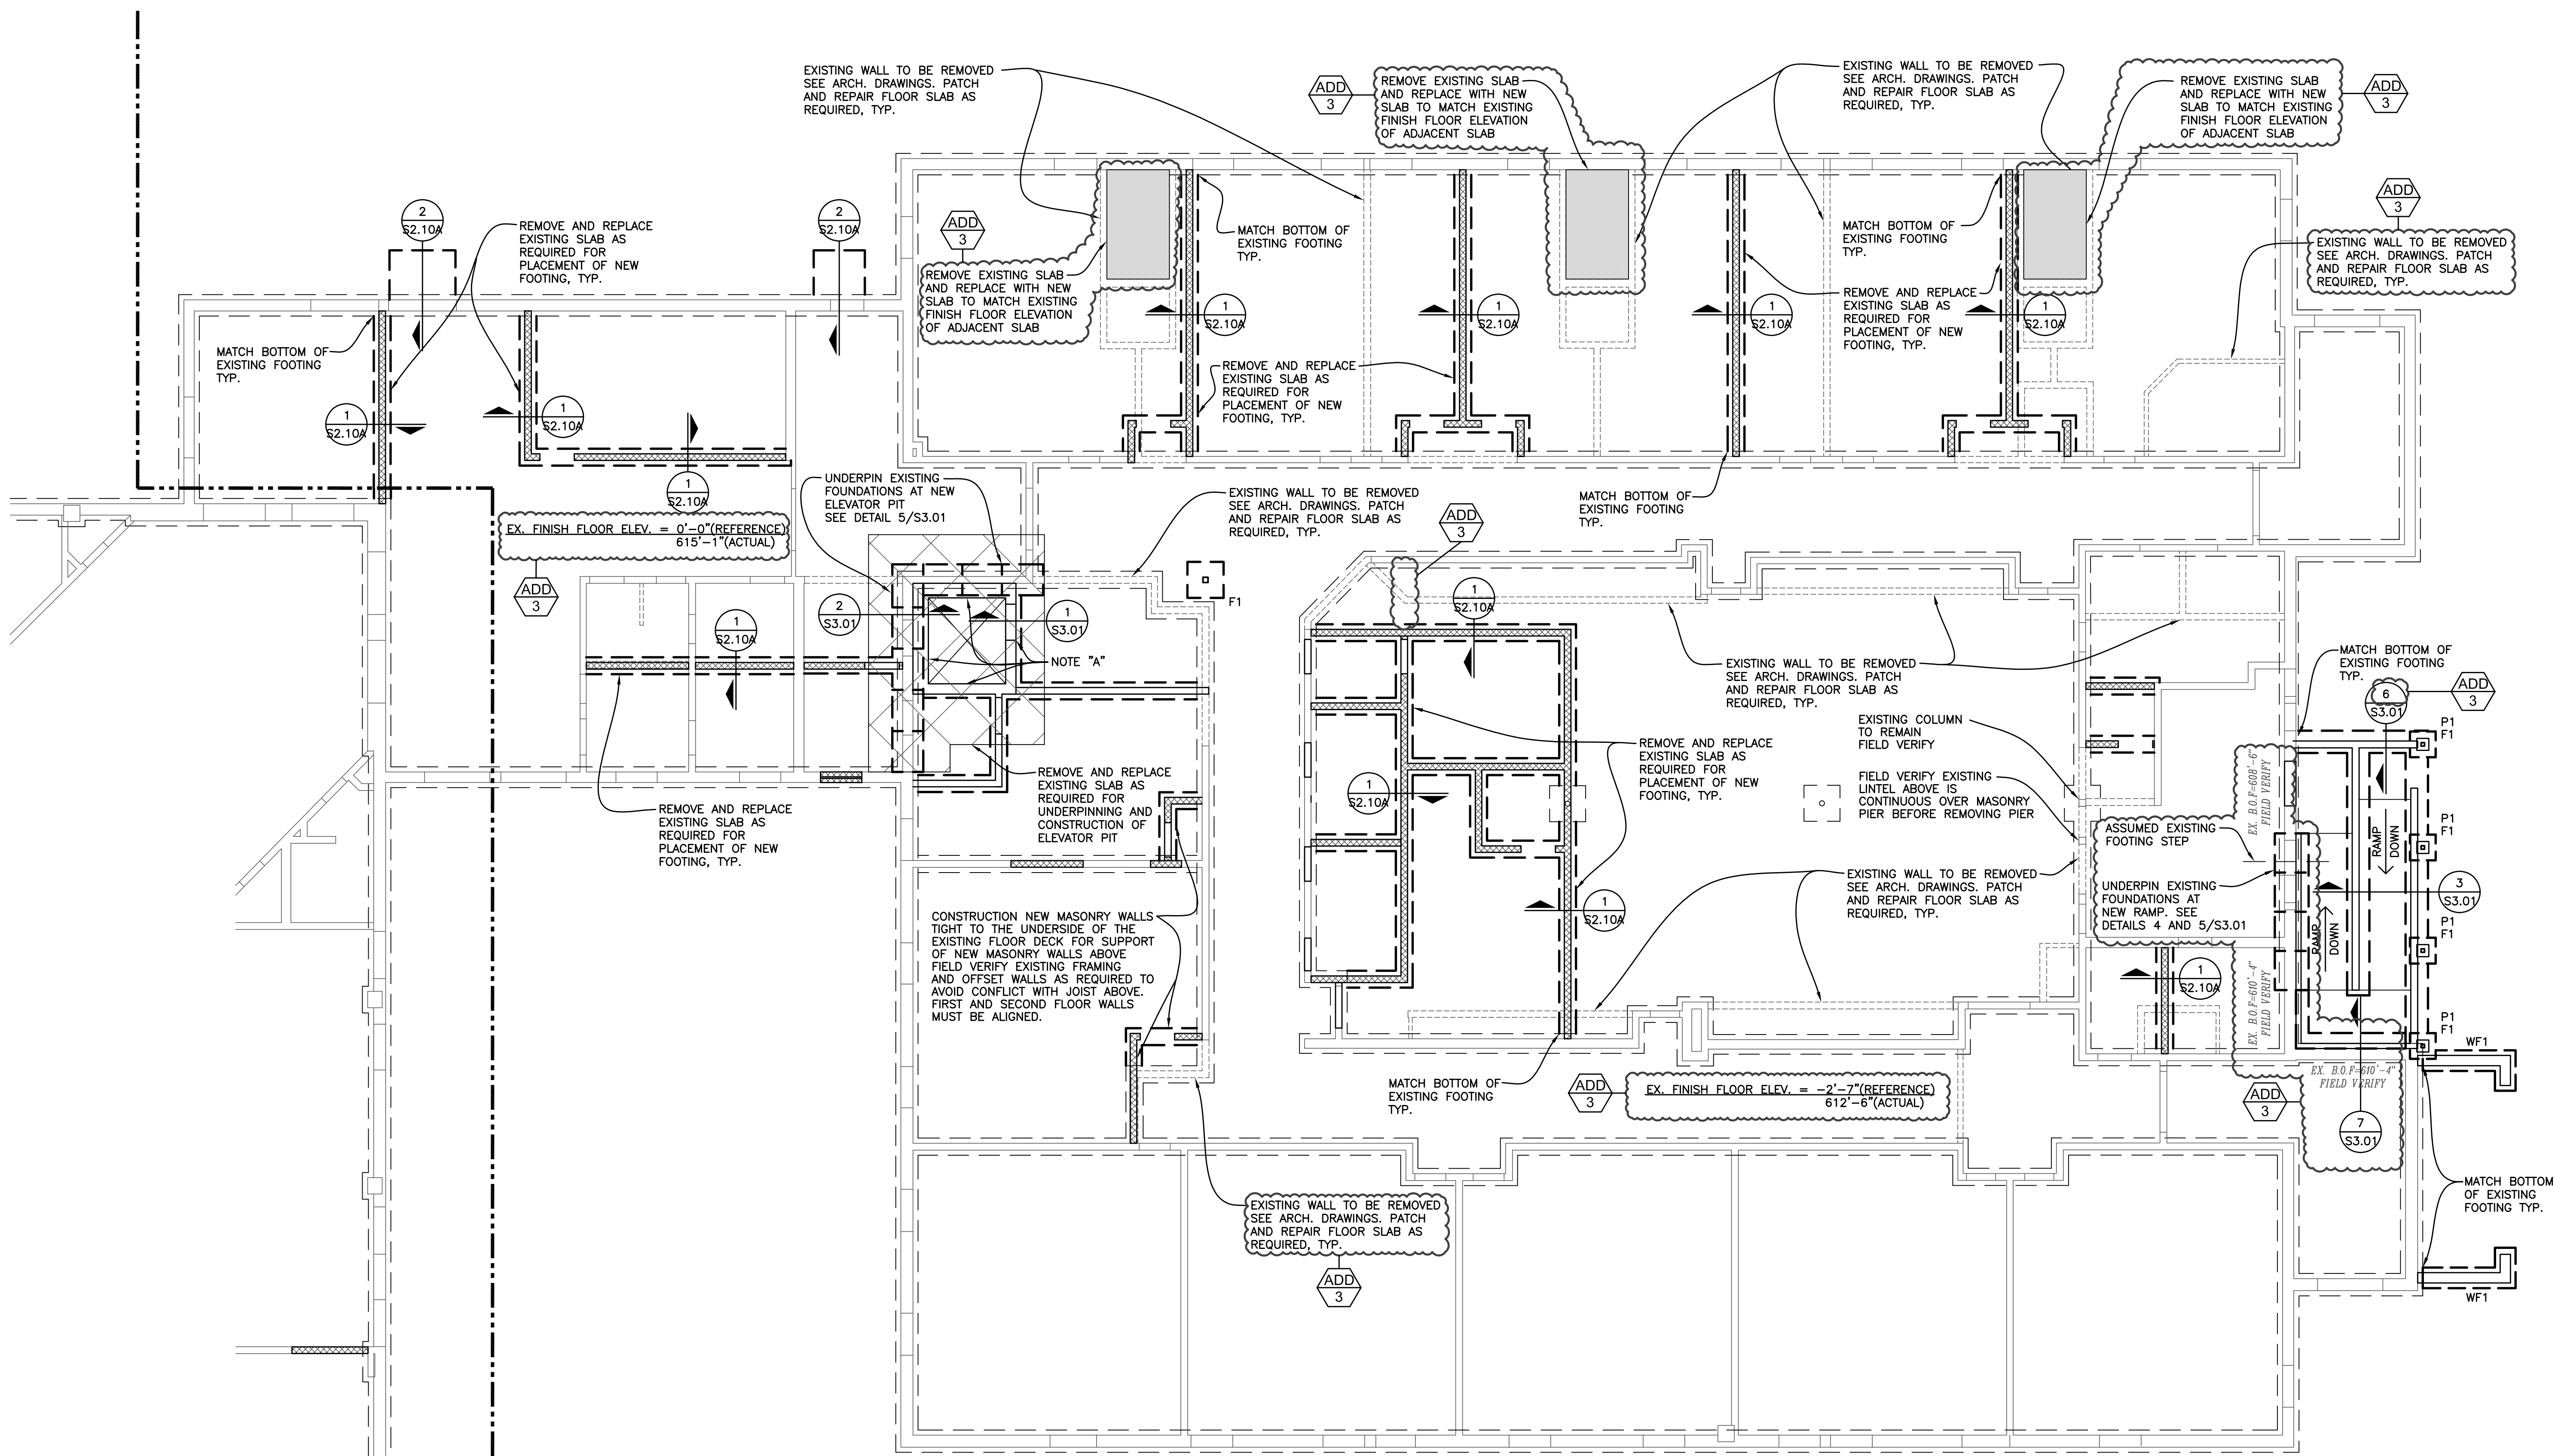 EXISTING WALL TO BE REMOVED
SEE ARCH. DRAWINGS. PATCH
AND REPAIR FLOOR SLAB AS
REQUIRED, TYP.
ADD
3
REMOVE EXISTING SLAB
AND REPLACE WITH NEW
SLAB TO MATCH EXISTING
FINISH FLOOR ELEVATION
OF ADJACENT SLAB
EXISTING WALL TO BE REMOVED
SEE ARCH. DRAWINGS. PATCH
AND REPAIR FLOOR SLAB AS
REQUIRED, TYP.
REMOVE EXISTING SLAB
AND REPLACE WITH NEW
SLAB TO MATCH EXISTING
FINISH FLOOR ELEVATION
OF ADJACENT SLAB
ADD
3
2
S2.10A
REMOVE AND REPLACE
EXISTING SLAB AS
REQUIRED FOR
PLACEMENT OF NEW
FOOTING, TYP.
2
S2.10A
ADD
3
REMOVE EXISTING SLAB
AND REPLACE WITH NEW
SLAB TO MATCH EXISTING
FINISH FLOOR ELEVATION
OF ADJACENT SLAB
MATCH BOTTOM OF
EXISTING FOOTING
TYP.
MATCH BOTTOM OF
EXISTING FOOTING
TYP.
ADD
3
EXISTING WALL TO BE REMOVED
SEE ARCH. DRAWINGS. PATCH
AND REPAIR FLOOR SLAB AS
REQUIRED, TYP.
1
S2.10A
1
S2.10A
1
S2.10A
REMOVE AND REPLACE
EXISTING SLAB AS
REQUIRED FOR
PLACEMENT OF NEW
FOOTING, TYP.
1
S2.10A
MATCH BOTTOM OF
EXISTING FOOTING
TYP.
1
S2.10A
1
S2.10A
REMOVE AND REPLACE
EXISTING SLAB AS
REQUIRED FOR
PLACEMENT OF NEW
FOOTING, TYP.
1
S2.10A
UNDERPIN EXISTING
FOUNDATIONS AT NEW
ELEVATOR PIT
SEE DETAIL 5/S3.01
EXISTING WALL TO BE REMOVED
SEE ARCH. DRAWINGS. PATCH
AND REPAIR FLOOR SLAB AS
REQUIRED, TYP.
MATCH BOTTOM OF
EXISTING FOOTING
TYP.
ADD
3
EX. FINISH FLOOR ELEV. = 0'-0"(REFERENCE)
615'-1"(ACTUAL)
ADD
3
F1
1
S2.10A
2
S3.01
1
S3.01
1
S2.10A
NOTE "A"
EXISTING WALL TO BE REMOVED
SEE ARCH. DRAWINGS. PATCH
AND REPAIR FLOOR SLAB AS
REQUIRED, TYP.
MATCH BOTTOM OF
EXISTING FOOTING
TYP.
6
S3.01
ADD
3
P1
F1
EXISTING COLUMN
TO REMAIN
FIELD VERIFY
REMOVE AND REPLACE
EXISTING SLAB AS
REQUIRED FOR
PLACEMENT OF NEW
FOOTING, TYP.
FIELD VERIFY EXISTING
LINTEL ABOVE IS
CONTINUOUS OVER MASONRY
PIER BEFORE REMOVING PIER
REMOVE AND REPLACE
EXISTING SLAB AS
REQUIRED FOR
UNDERPINNING AND
CONSTRUCTION OF
ELEVATOR PIT
1
S2.10A
REMOVE AND REPLACE
EXISTING SLAB AS
REQUIRED FOR
PLACEMENT OF NEW
FOOTING, TYP.
EX. B.O.F=608'-6"
FIELD VERIFY
ASSUMED EXISTING
FOOTING STEP
RAMP
DOWN
P1
F1
EXISTING WALL TO BE REMOVED
SEE ARCH. DRAWINGS. PATCH
AND REPAIR FLOOR SLAB AS
REQUIRED, TYP.
UNDERPIN EXISTING
FOUNDATIONS AT
NEW RAMP. SEE
DETAILS 4 AND 5/S3.01
3
S3.01
1
S2.10A
RAMP
DOWN
P1
F1
CONSTRUCTION NEW MASONRY WALLS
TIGHT TO THE UNDERSIDE OF THE
EXISTING FLOOR DECK FOR SUPPORT
OF NEW MASONRY WALLS ABOVE
FIELD VERIFY EXISTING FRAMING
AND OFFSET WALLS AS REQUIRED TO
AVOID CONFLICT WITH JOIST ABOVE.
FIRST AND SECOND FLOOR WALLS
MUST BE ALIGNED.
1
S2.10A
EX. B.O.F=610'-4"
FIELD VERIFY
P1
F1
WF1
EX. B.O.F=610'-4"
FIELD VERIFY
MATCH BOTTOM OF
EXISTING FOOTING
TYP.
ADD
3
EX. FINISH FLOOR ELEV. = -2'-7"(REFERENCE)
612'-6"(ACTUAL)
ADD
3
7
S3.01
MATCH BOTTOM
OF EXISTING
FOOTING TYP.
EXISTING WALL TO BE REMOVED
SEE ARCH. DRAWINGS. PATCH
AND REPAIR FLOOR SLAB AS
REQUIRED, TYP.
ADD
3
WF1